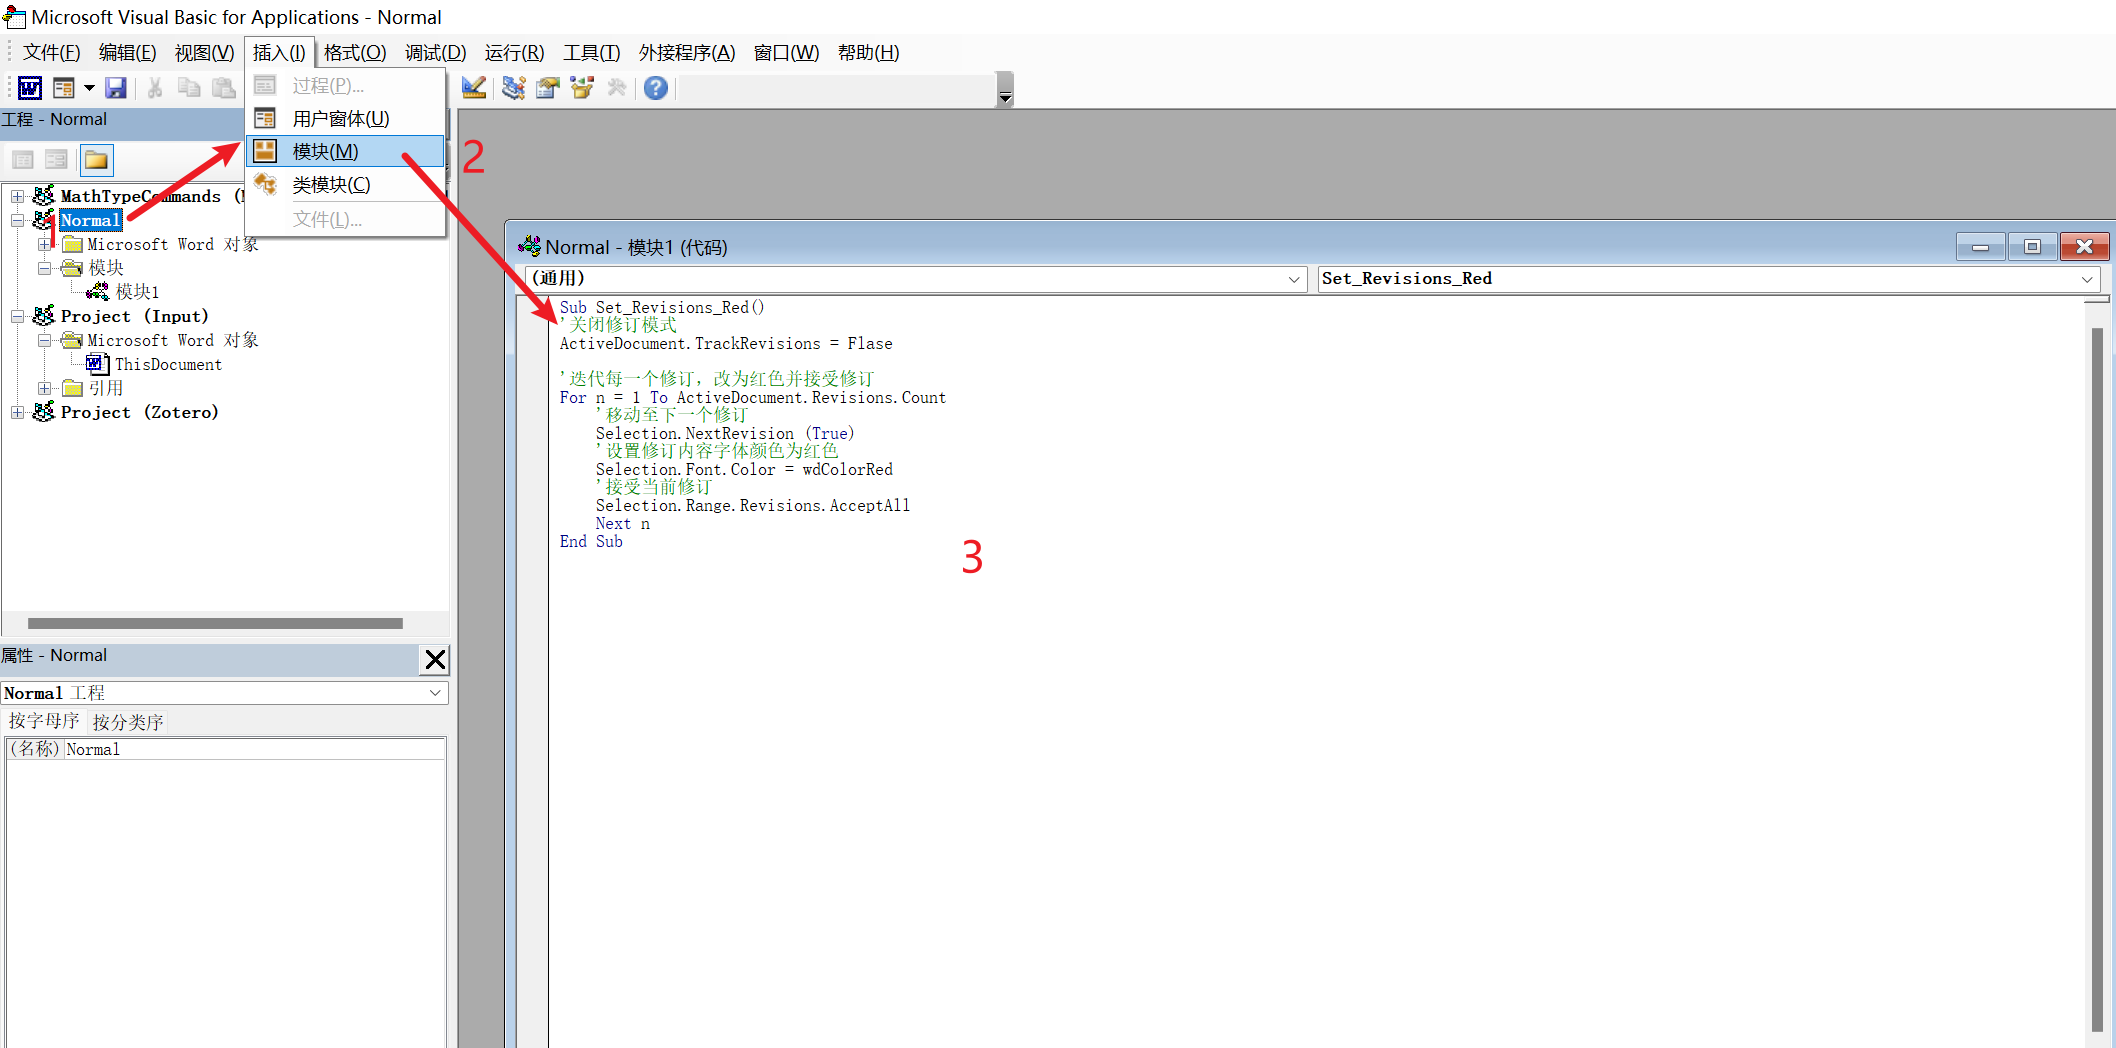 Microsoft Visual Basic for Applications - Normal
文件(F) 编辑(E) 视图(V) 插入(I) 格式(O) 调试(D) 运行(R) 工具(T) 外接程序(A) 窗口(W) 帮助(H)
过程(P)...
用户窗体(U)
模块(M)
类模块(C)
文件(L)...
工程 - Normal
MathTypeCommands (
1
Normal
Microsoft Word 对象
模块
模块1
Project (Input)
Microsoft Word 对象
ThisDocument
引用
Project (Zotero)
2
属性 - Normal
Normal 工程
按字母序 按分类序
(名称) Normal
Normal - 模块1 (代码)
(通用) Set_Revisions_Red
Sub Set_Revisions_Red()
'关闭修订模式
ActiveDocument.TrackRevisions = Flase
'迭代每一个修订，改为红色并接受修订
For n = 1 To ActiveDocument.Revisions.Count
'移动至下一个修订
Selection.NextRevision (True)
'设置修订内容字体颜色为红色
Selection.Font.Color = wdColorRed
'接受当前修订
Selection.Range.Revisions.AcceptAll
Next n
End Sub
3